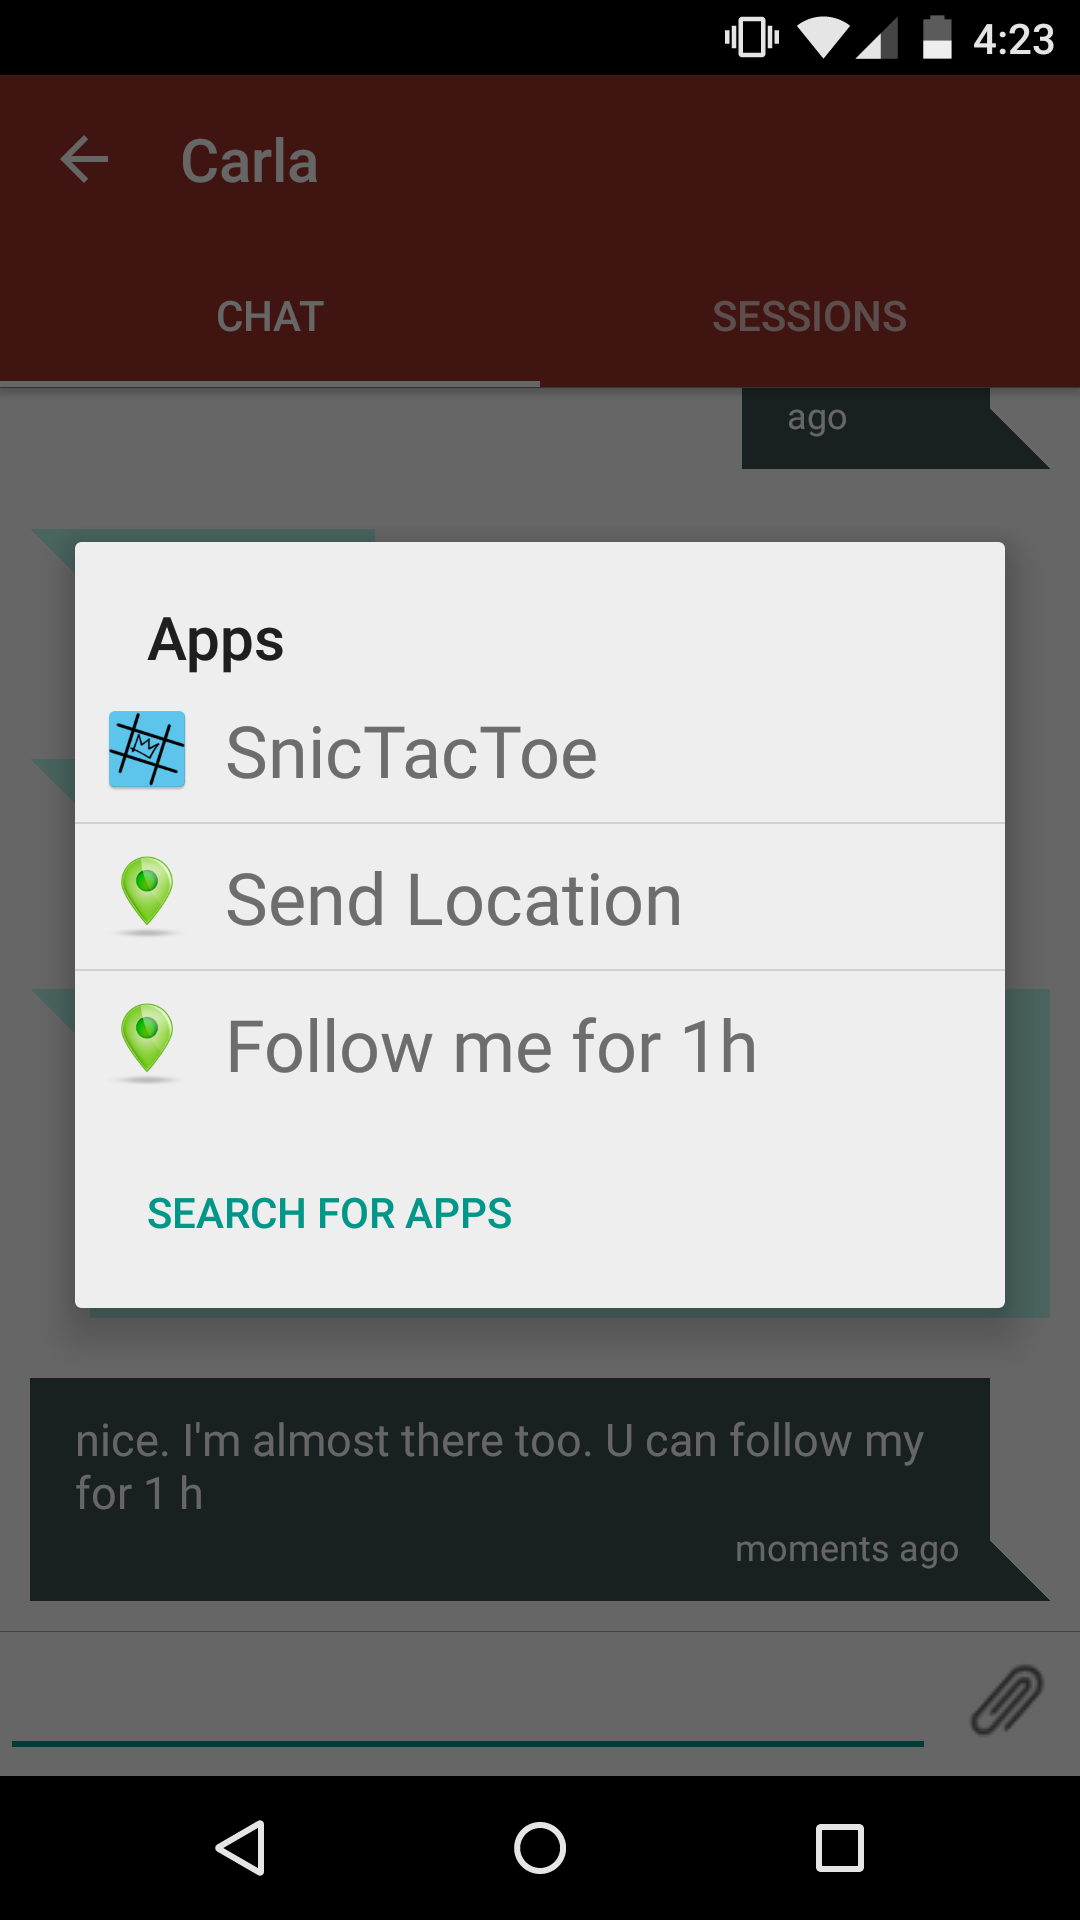 4:23
Carla
CHAT
SESSIONS
ago
Apps
SnicTacToe
Send Location
Follow me for 1h
SEARCH FOR APPS
nice. I'm almost there too. U can follow my
for 1 h
moments ago